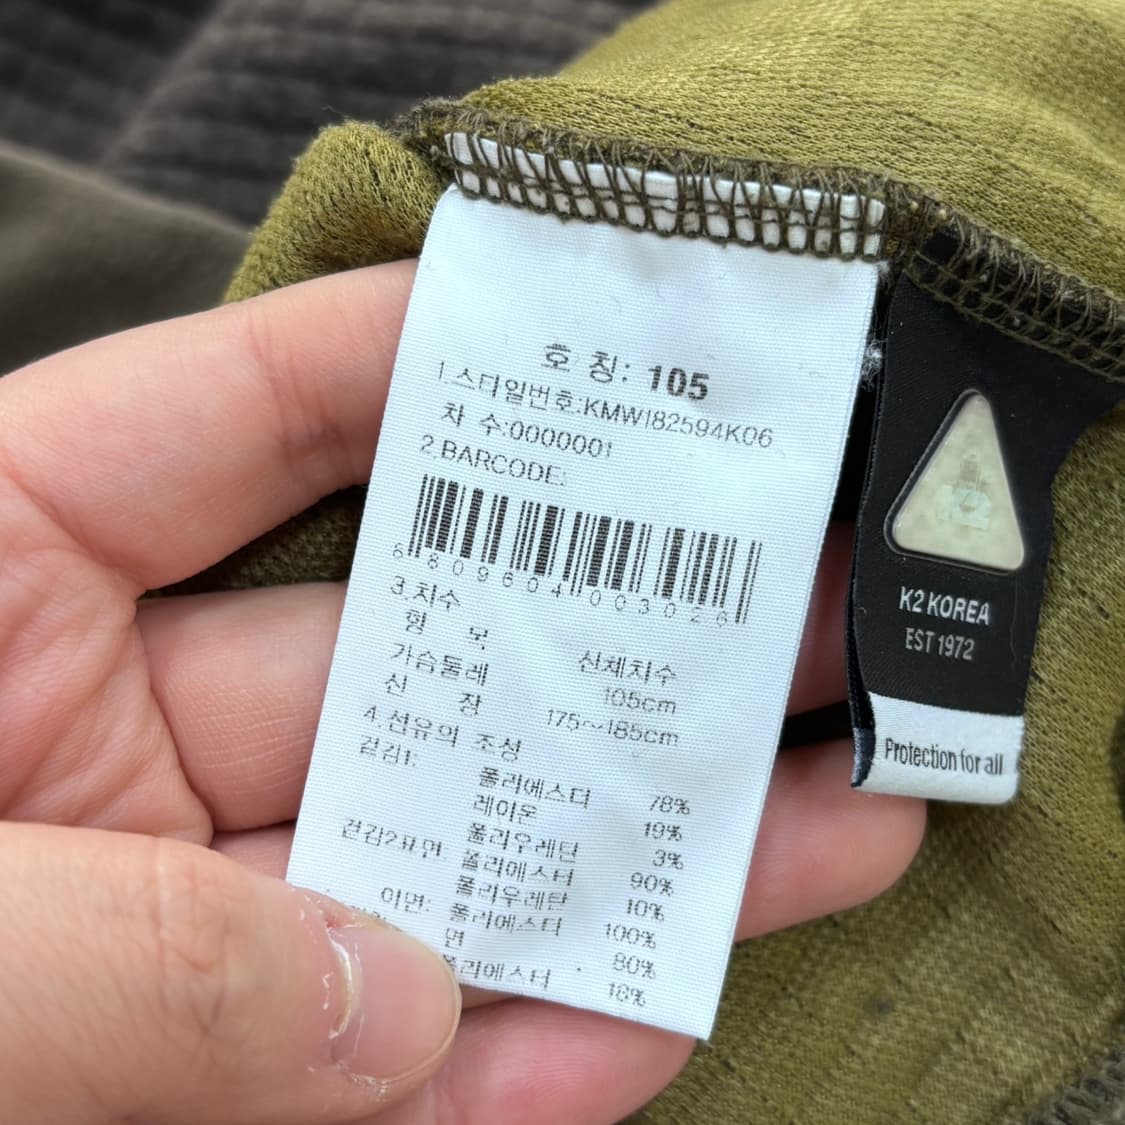 호 칭: 105
1.스타일번호:KMW182594K06
차 수:0000001
2.BARCODE:
8809604003026
3.치수
형 모
신체치수
가슴둘레 105cm
신 장 175~185cm
4.섬유의 조성
겉감1:
폴리에스터 78%
레이온 19%
폴리우레탄 3%
겉감2표면: 폴리에스터 90%
폴리우레탄 10%
이면: 폴리에스터 100%
면 80%
폴리에스터 18%
K2
K2 KOREA
EST 1972
Protection for all